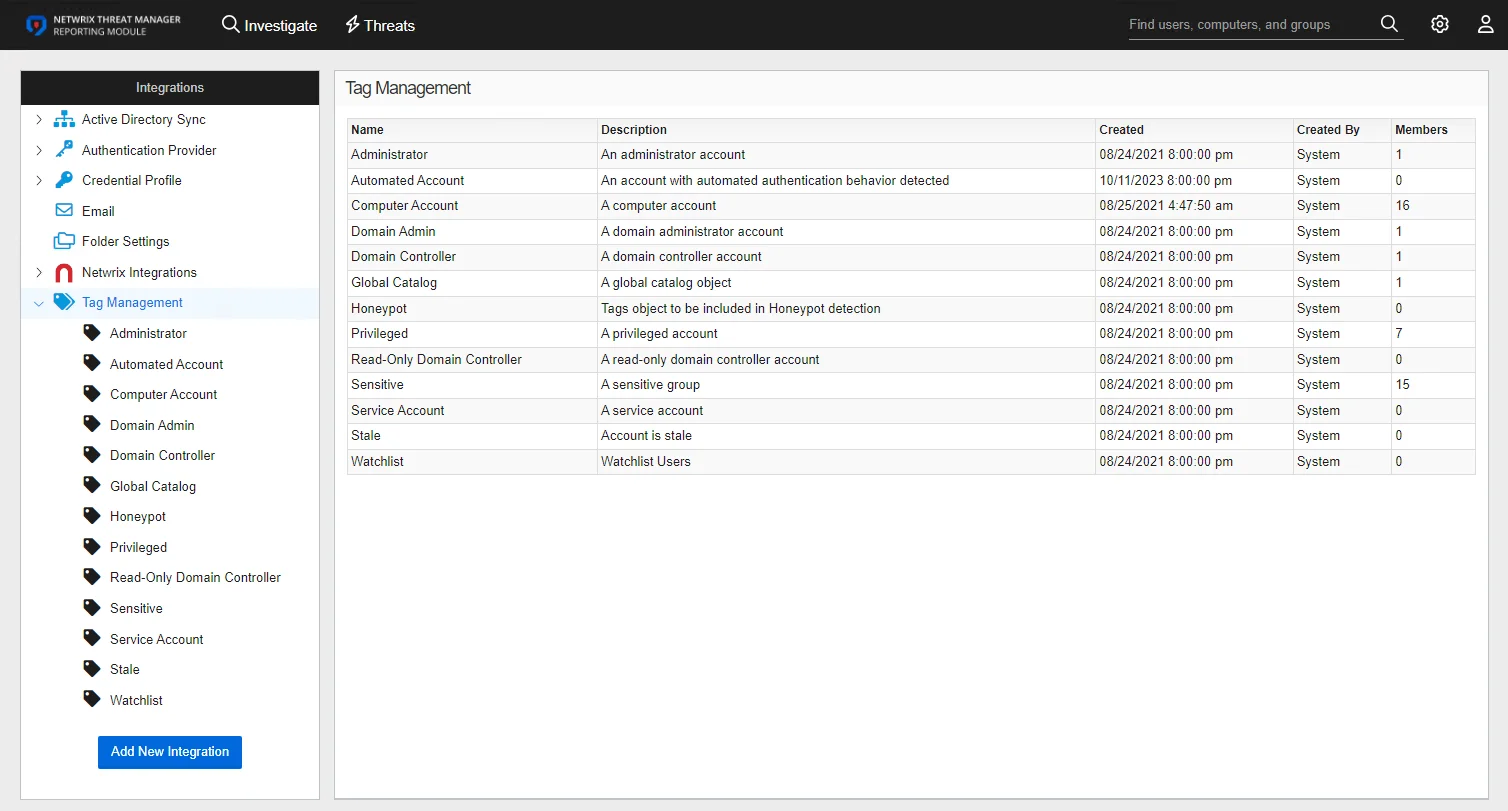 NETWRIX THREAT MANAGER
REPORTING MODULE
Investigate
Threats
Find users, computers, and groups
Integrations
Active Directory Sync
Authentication Provider
Credential Profile
Email
Folder Settings
Netwrix Integrations
Tag Management
Administrator
Automated Account
Computer Account
Domain Admin
Domain Controller
Global Catalog
Honeypot
Privileged
Read-Only Domain Controller
Sensitive
Service Account
Stale
Watchlist
Add New Integration
Tag Management
Name Description Created Created By Members
Administrator An administrator account 08/24/2021 8:00:00 pm System 1
Automated Account An account with automated authentication behavior detected 10/11/2023 8:00:00 pm System 0
Computer Account A computer account 08/25/2021 4:47:50 am System 16
Domain Admin A domain administrator account 08/24/2021 8:00:00 pm System 1
Domain Controller A domain controller account 08/24/2021 8:00:00 pm System 1
Global Catalog A global catalog object 08/24/2021 8:00:00 pm System 1
Honeypot Tags object to be included in Honeypot detection 08/24/2021 8:00:00 pm System 0
Privileged A privileged account 08/24/2021 8:00:00 pm System 7
Read-Only Domain Controller A read-only domain controller account 08/24/2021 8:00:00 pm System 0
Sensitive A sensitive group 08/24/2021 8:00:00 pm System 15
Service Account A service account 08/24/2021 8:00:00 pm System 0
Stale Account is stale 08/24/2021 8:00:00 pm System 0
Watchlist Watchlist Users 08/24/2021 8:00:00 pm System 0